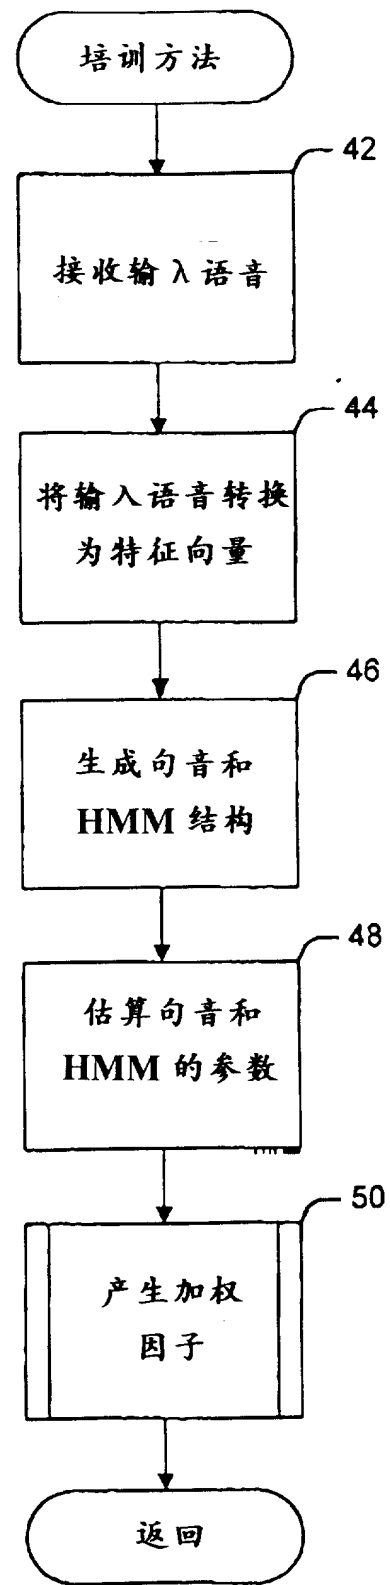 培训方法
42
接收输入语音
44
将输入语音转换
为特征向量
46
生成句音和
HMM 结构
48
估算句音和
HMM 的参数
50
产生加权
因子
返回